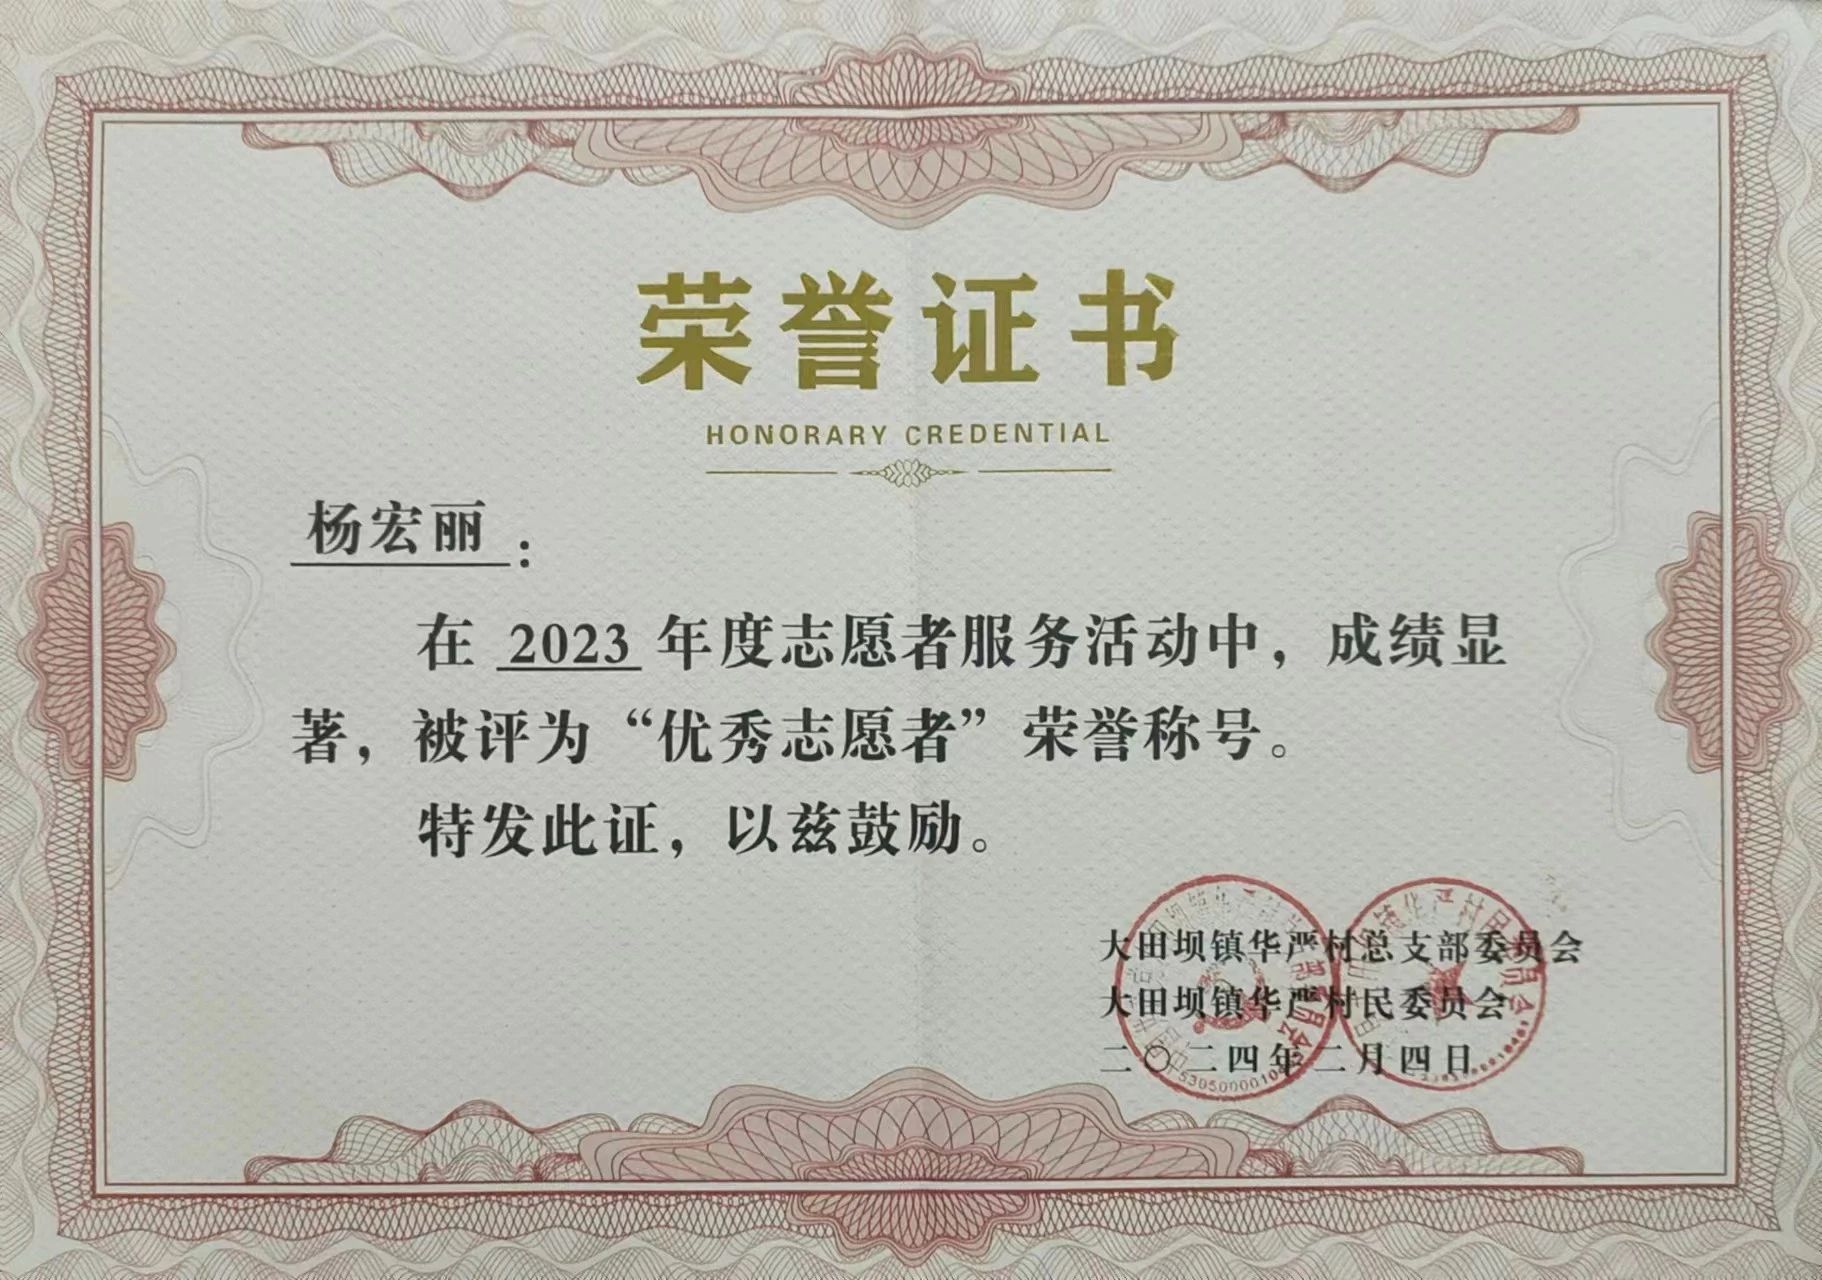 荣誉证书
HONORARY CREDENTIAL
杨宏丽：
在 2023 年度志愿者服务活动中，成绩显
著，被评为“优秀志愿者”荣誉称号。
特发此证，以兹鼓励。
大田坝镇华严村总支部委员会
大田坝镇华严村民委员会
二〇二四年二月四日